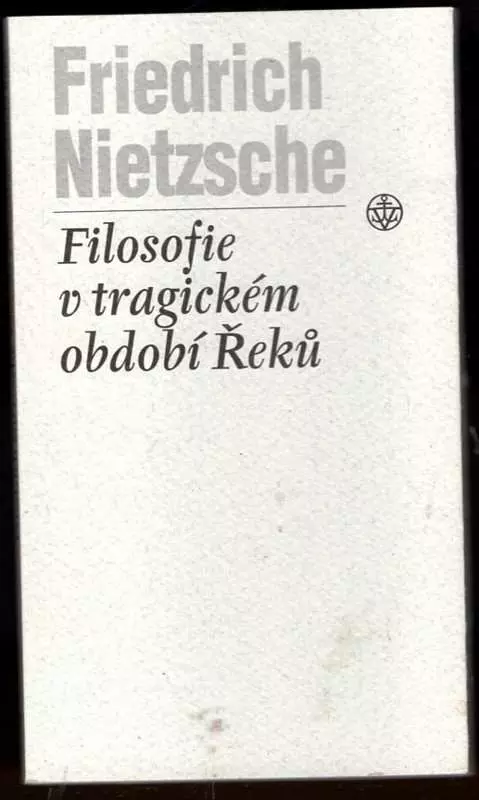 Friedrich
Nietzsche
Filosofie
v tragickém
období Řeků